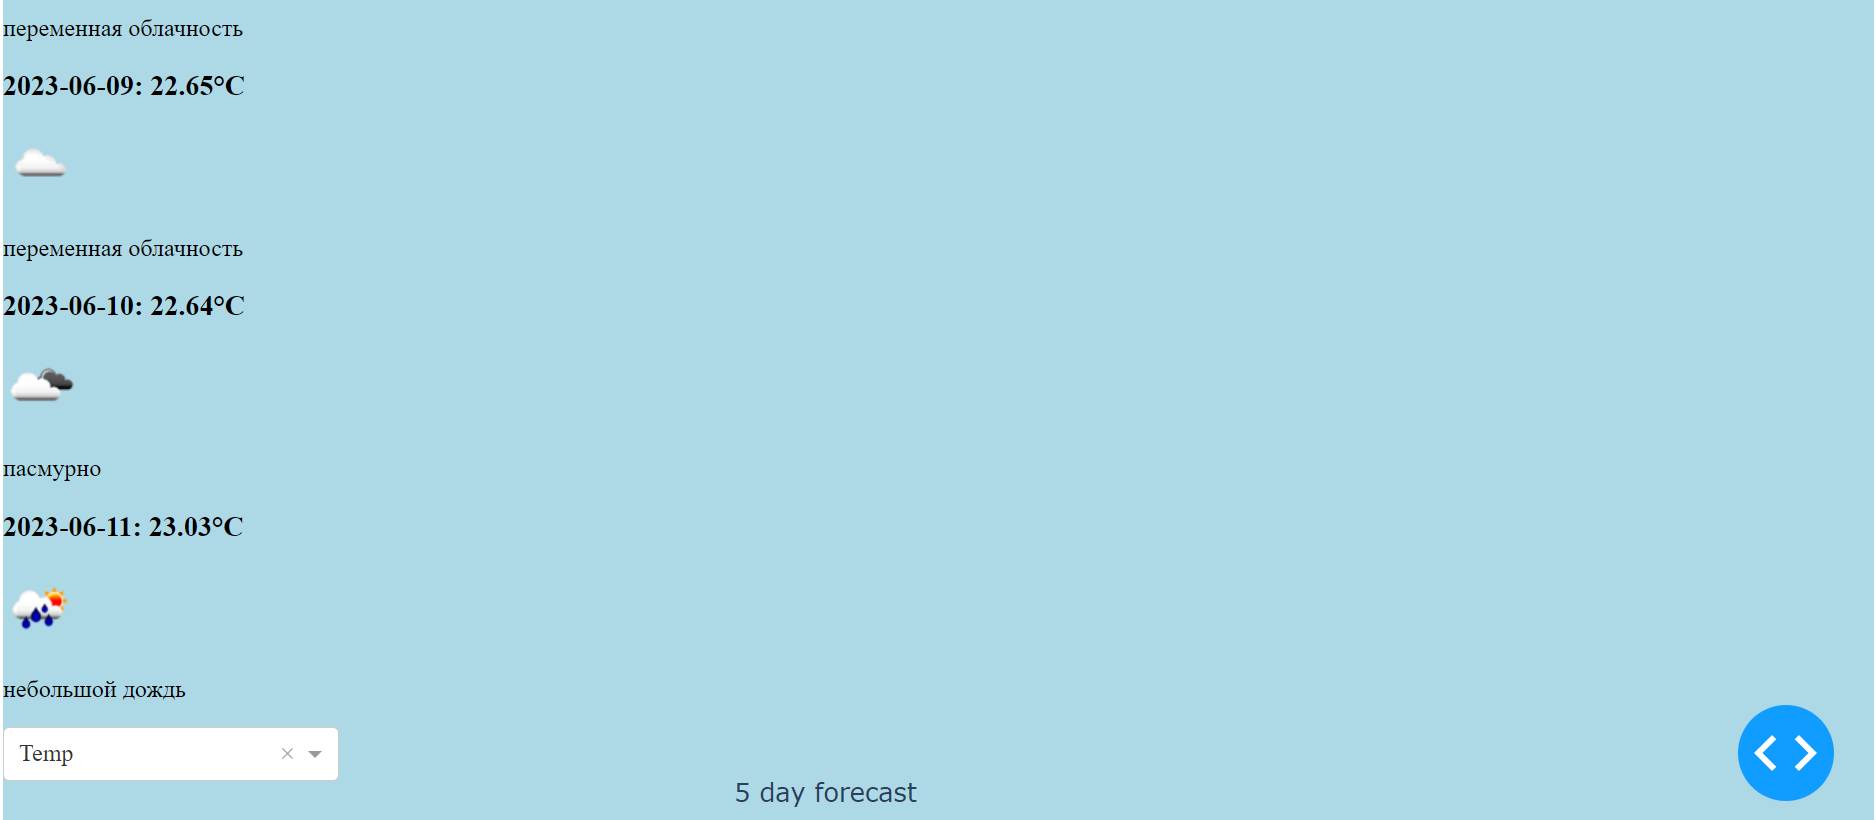 переменная облачность
2023-06-09: 22.65°C
переменная облачность
2023-06-10: 22.64°C
пасмурно
2023-06-11: 23.03°C
небольшой дождь
Temp
5 day forecast